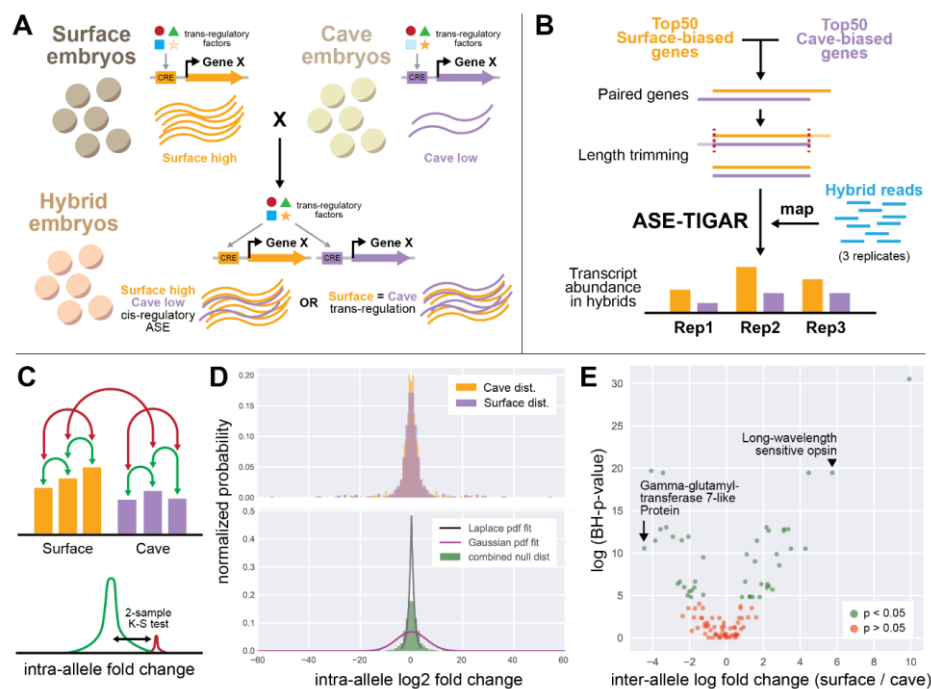 A
Surface
embryos
trans-regulatory
factors
Gene X
CRE
Surface high
X
Cave
embryos
trans-regulatory
factors
Gene X
CRE
Cave low
Hybrid
embryos
trans-regulatory
factors
Gene X
CRE
Gene X
CRE
Surface high
Cave low
cis-regulatory
ASE
OR
Surface = Cave
trans-regulation
B
Top50
Surface-biased
genes
Top50
Cave-biased
genes
Paired genes
Length trimming
ASE-TIGAR
map
Hybrid reads
(3 replicates)
Transcript
abundance
in hybrids
Rep1 Rep2 Rep3
C
Surface Cave
2-sample
K-S test
intra-allele fold change
D
normalized probability
0.20
0.15
0.10
0.05
0.00
Cave dist.
Surface dist.
0.5
0.4
0.3
0.2
0.1
0.0
Laplace pdf fit
Gaussian pdf fit
combined null dist
−60 −40 −20 0 20 40 60
intra-allele log2 fold change
E
log (BH-p-value)
30
25
20
15
10
5
0
Long-wavelength
sensitive opsin
Gamma-glutamyl-
transferase 7-like
Protein
p < 0.05
p > 0.05
−4 −2 0 2 4 6 8 10
inter-allele log fold change (surface / cave)